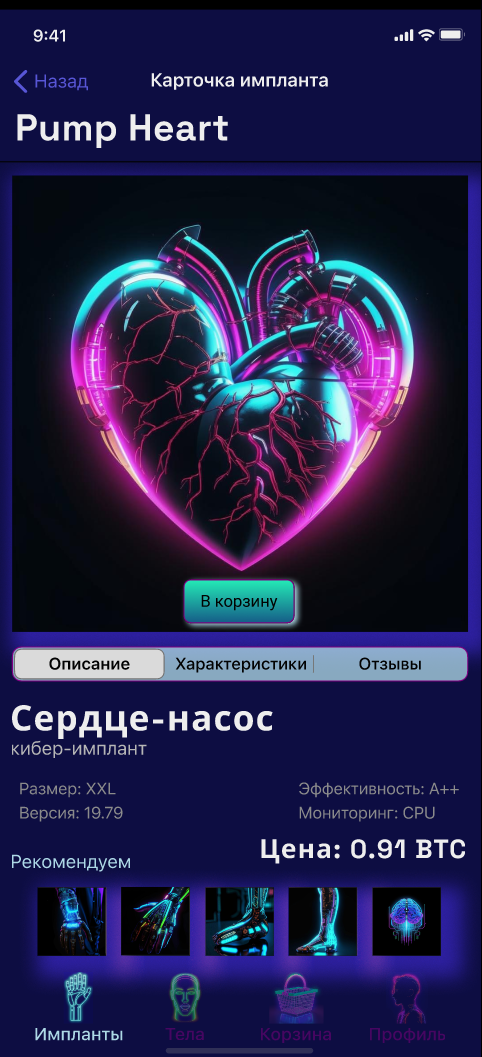 9:41
Назад
Карточка импланта
Pump Heart
В корзину
Описание
Характеристики
Отзывы
Сердце-насос
кибер-имплант
Размер: XXL
Эффективность: A++
Версия: 19.79
Мониторинг: CPU
Цена: 0.91 BTC
Рекомендуем
Импланты
Тела
Корзина
Профиль